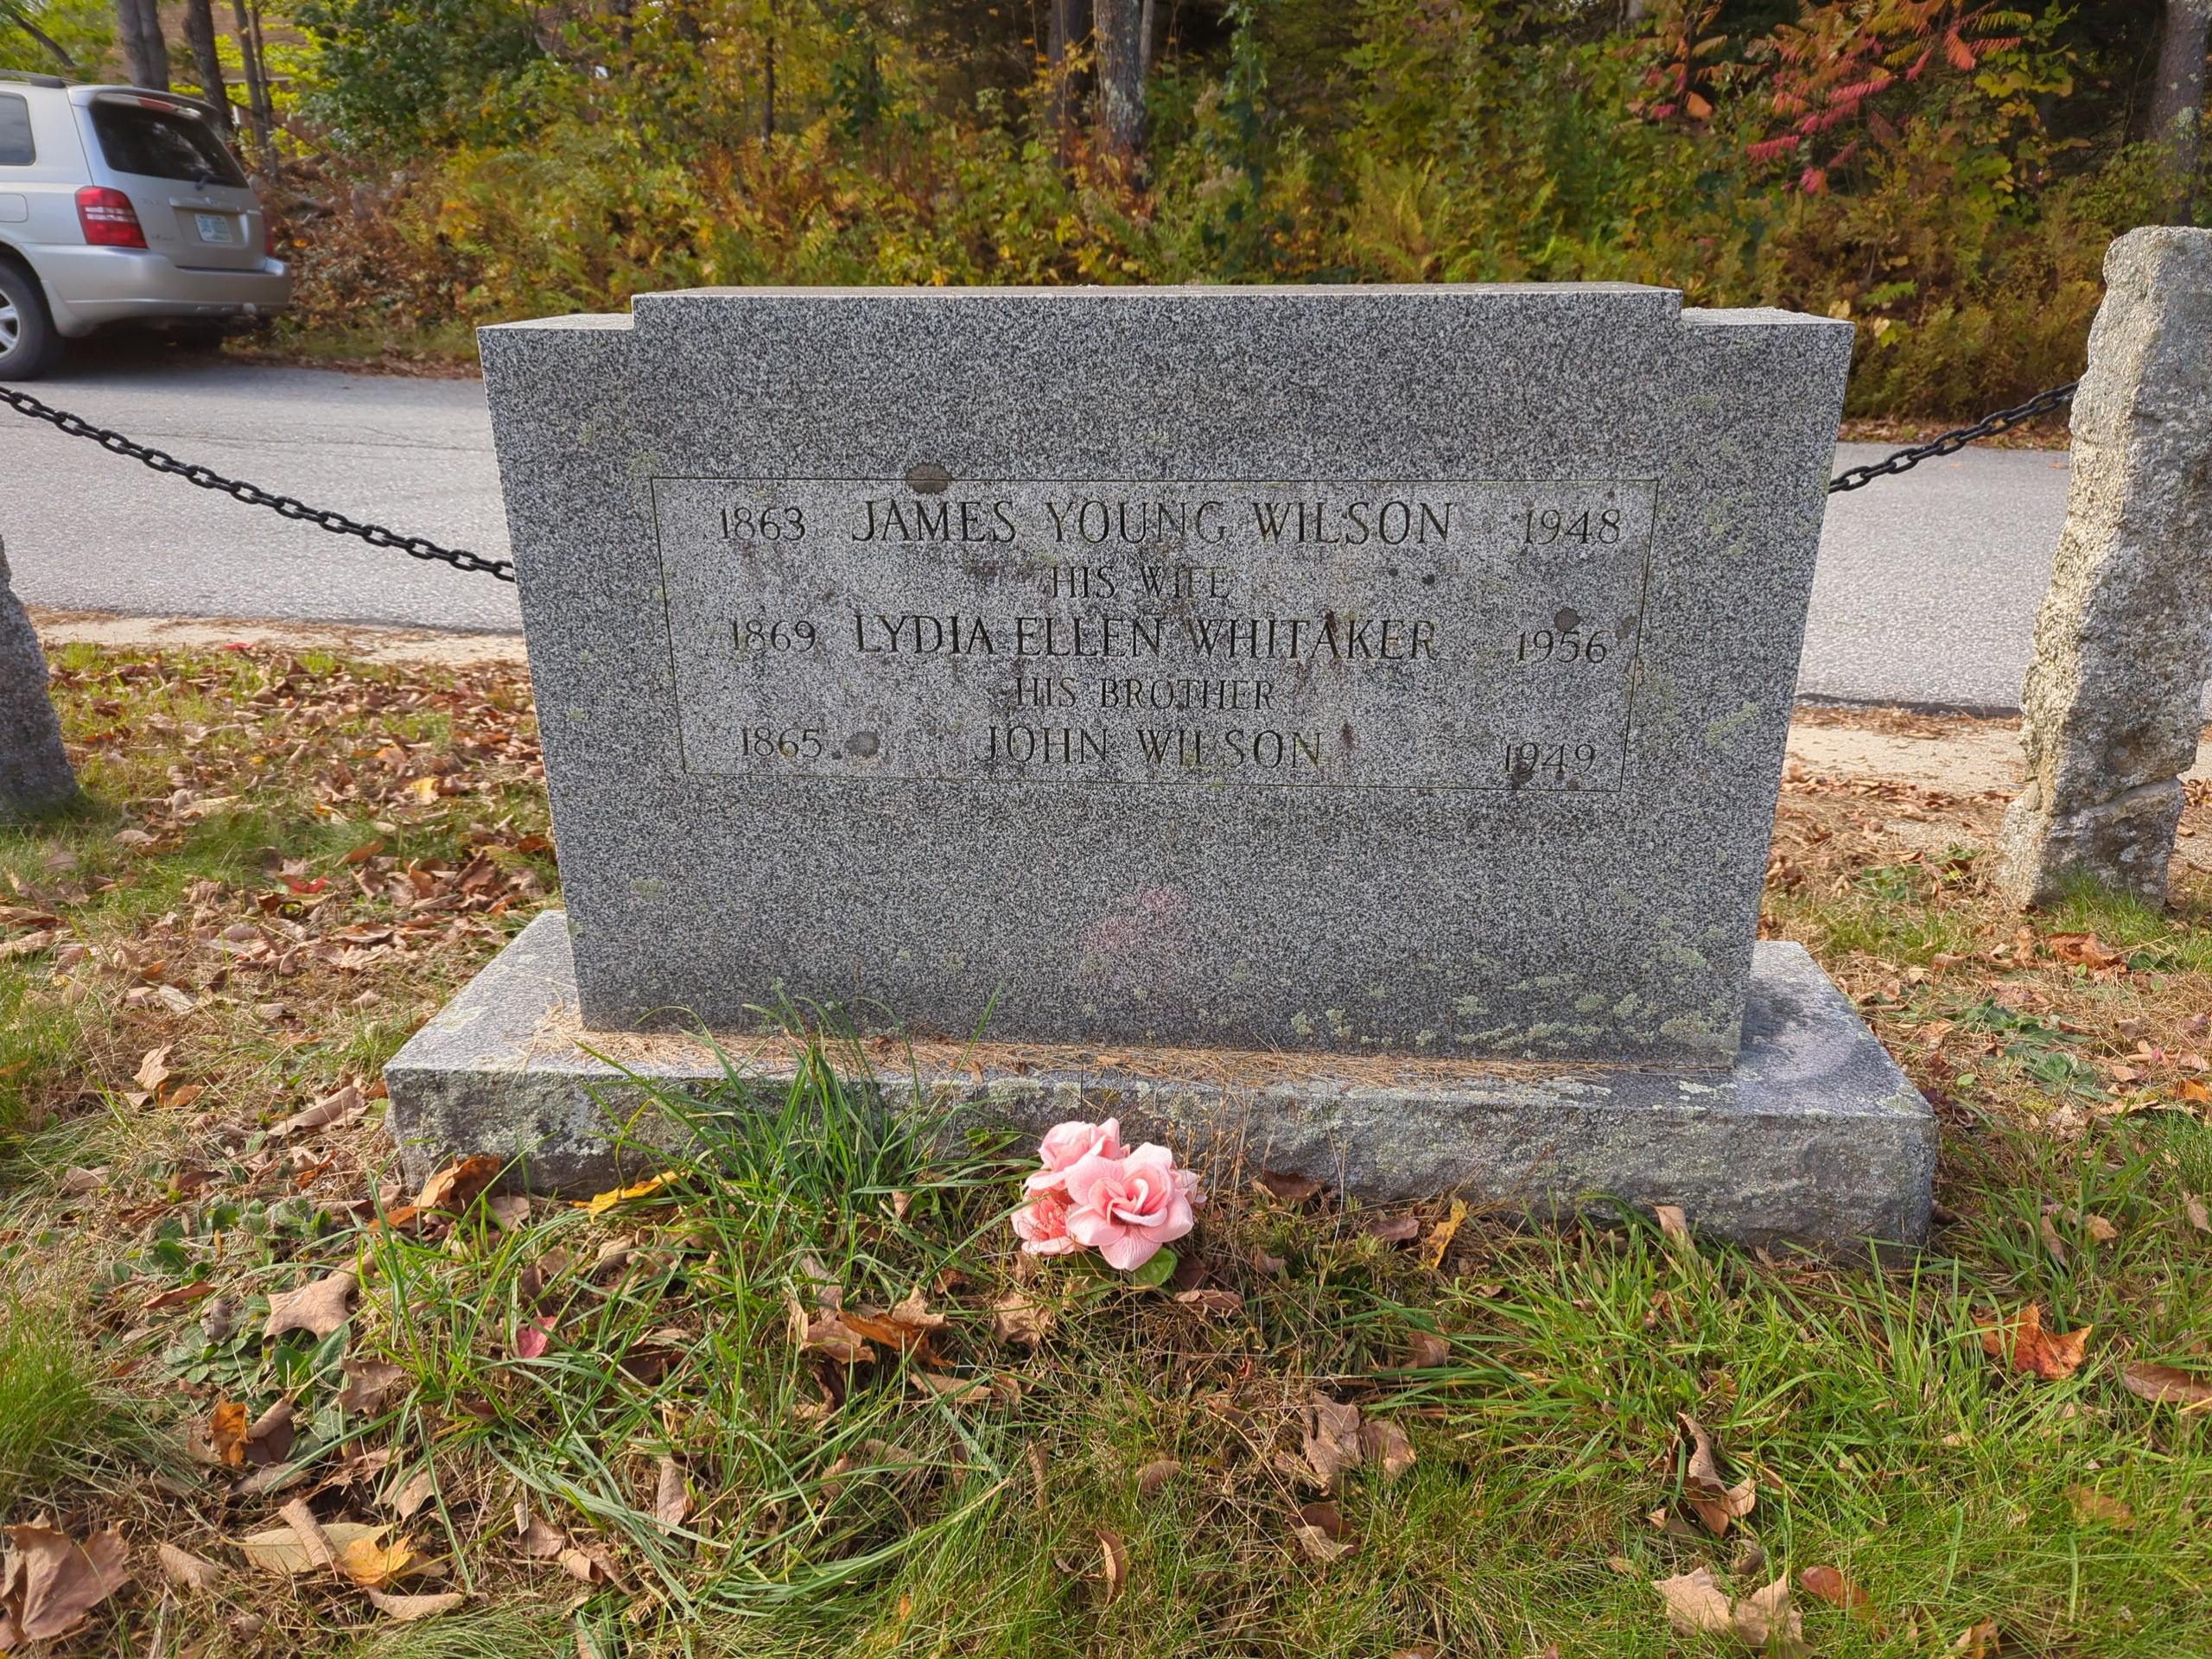 1863 JAMES YOUNG WILSON 1948
HIS WIFE
1869 LYDIA ELLEN WHITAKER 1956
HIS BROTHER
1865 JOHN WILSON 1949